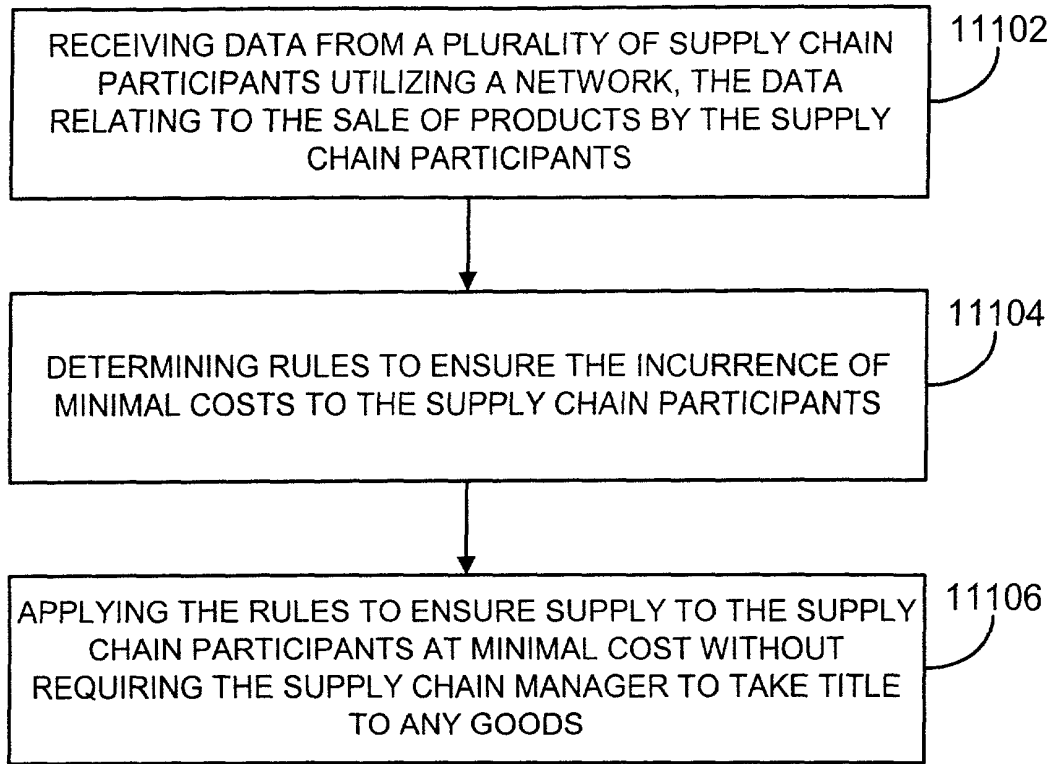 RECEIVING DATA FROM A PLURALITY OF SUPPLY CHAIN
PARTICIPANTS UTILIZING A NETWORK, THE DATA
RELATING TO THE SALE OF PRODUCTS BY THE SUPPLY
CHAIN PARTICIPANTS
11102
DETERMINING RULES TO ENSURE THE INCURRENCE OF
MINIMAL COSTS TO THE SUPPLY CHAIN PARTICIPANTS
11104
APPLYING THE RULES TO ENSURE SUPPLY TO THE SUPPLY
CHAIN PARTICIPANTS AT MINIMAL COST WITHOUT
REQUIRING THE SUPPLY CHAIN MANAGER TO TAKE TITLE
TO ANY GOODS
11106